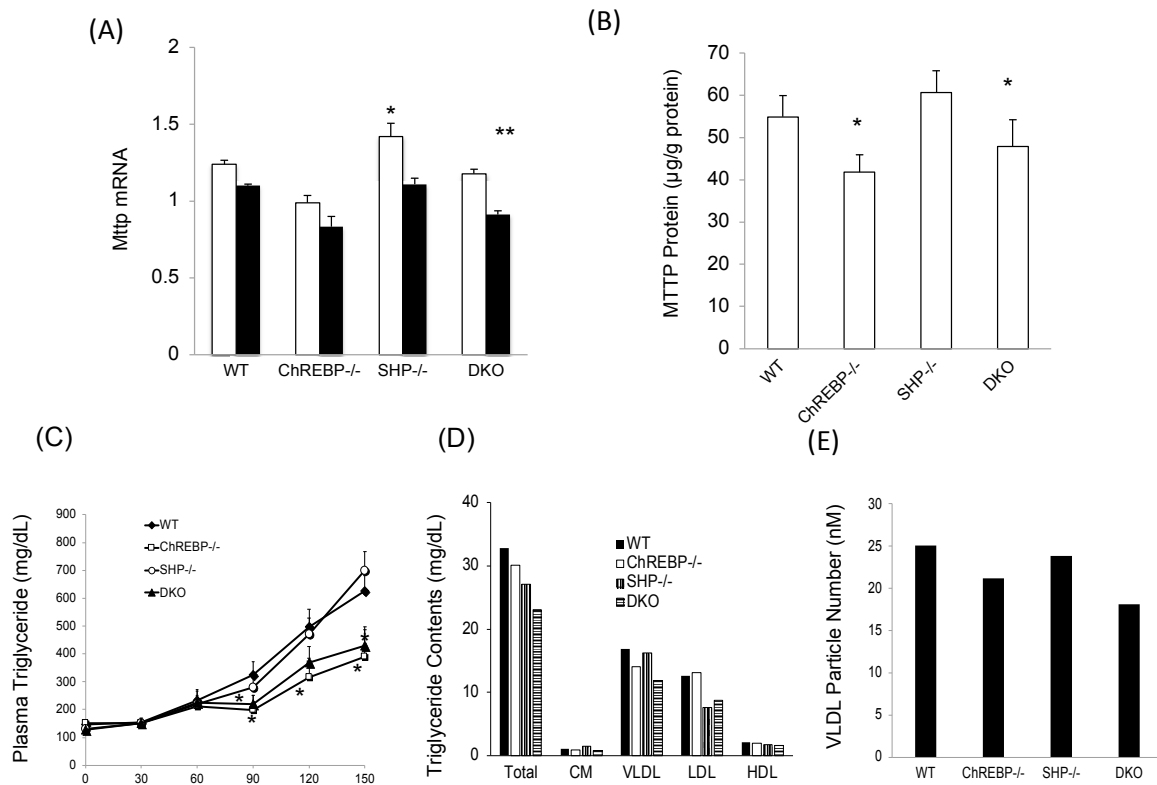 (A)
2
1.5
1
0.5
0
Mttp mRNA
*
**
WT ChREBP-/- SHP-/- DKO
(B)
70
60
50
40
30
20
10
0
MTTP Protein (µg/g protein)
*
*
WT
ChREBP-/-
SHP-/-
DKO
(C)
900
800
700
600
500
400
300
200
100
0
Plasma Triglyceride (mg/dL)
WT
ChREBP-/-
SHP-/-
DKO
*
*
*
*
*
0 30 60 90 120 150
(D)
40
30
20
10
0
Triglyceride Contents (mg/dL)
WT
ChREBP-/-
SHP-/-
DKO
Total CM VLDL LDL HDL
(E)
30
25
20
15
10
5
0
VLDL Particle Number (nM)
WT ChREBP-/- SHP-/- DKO